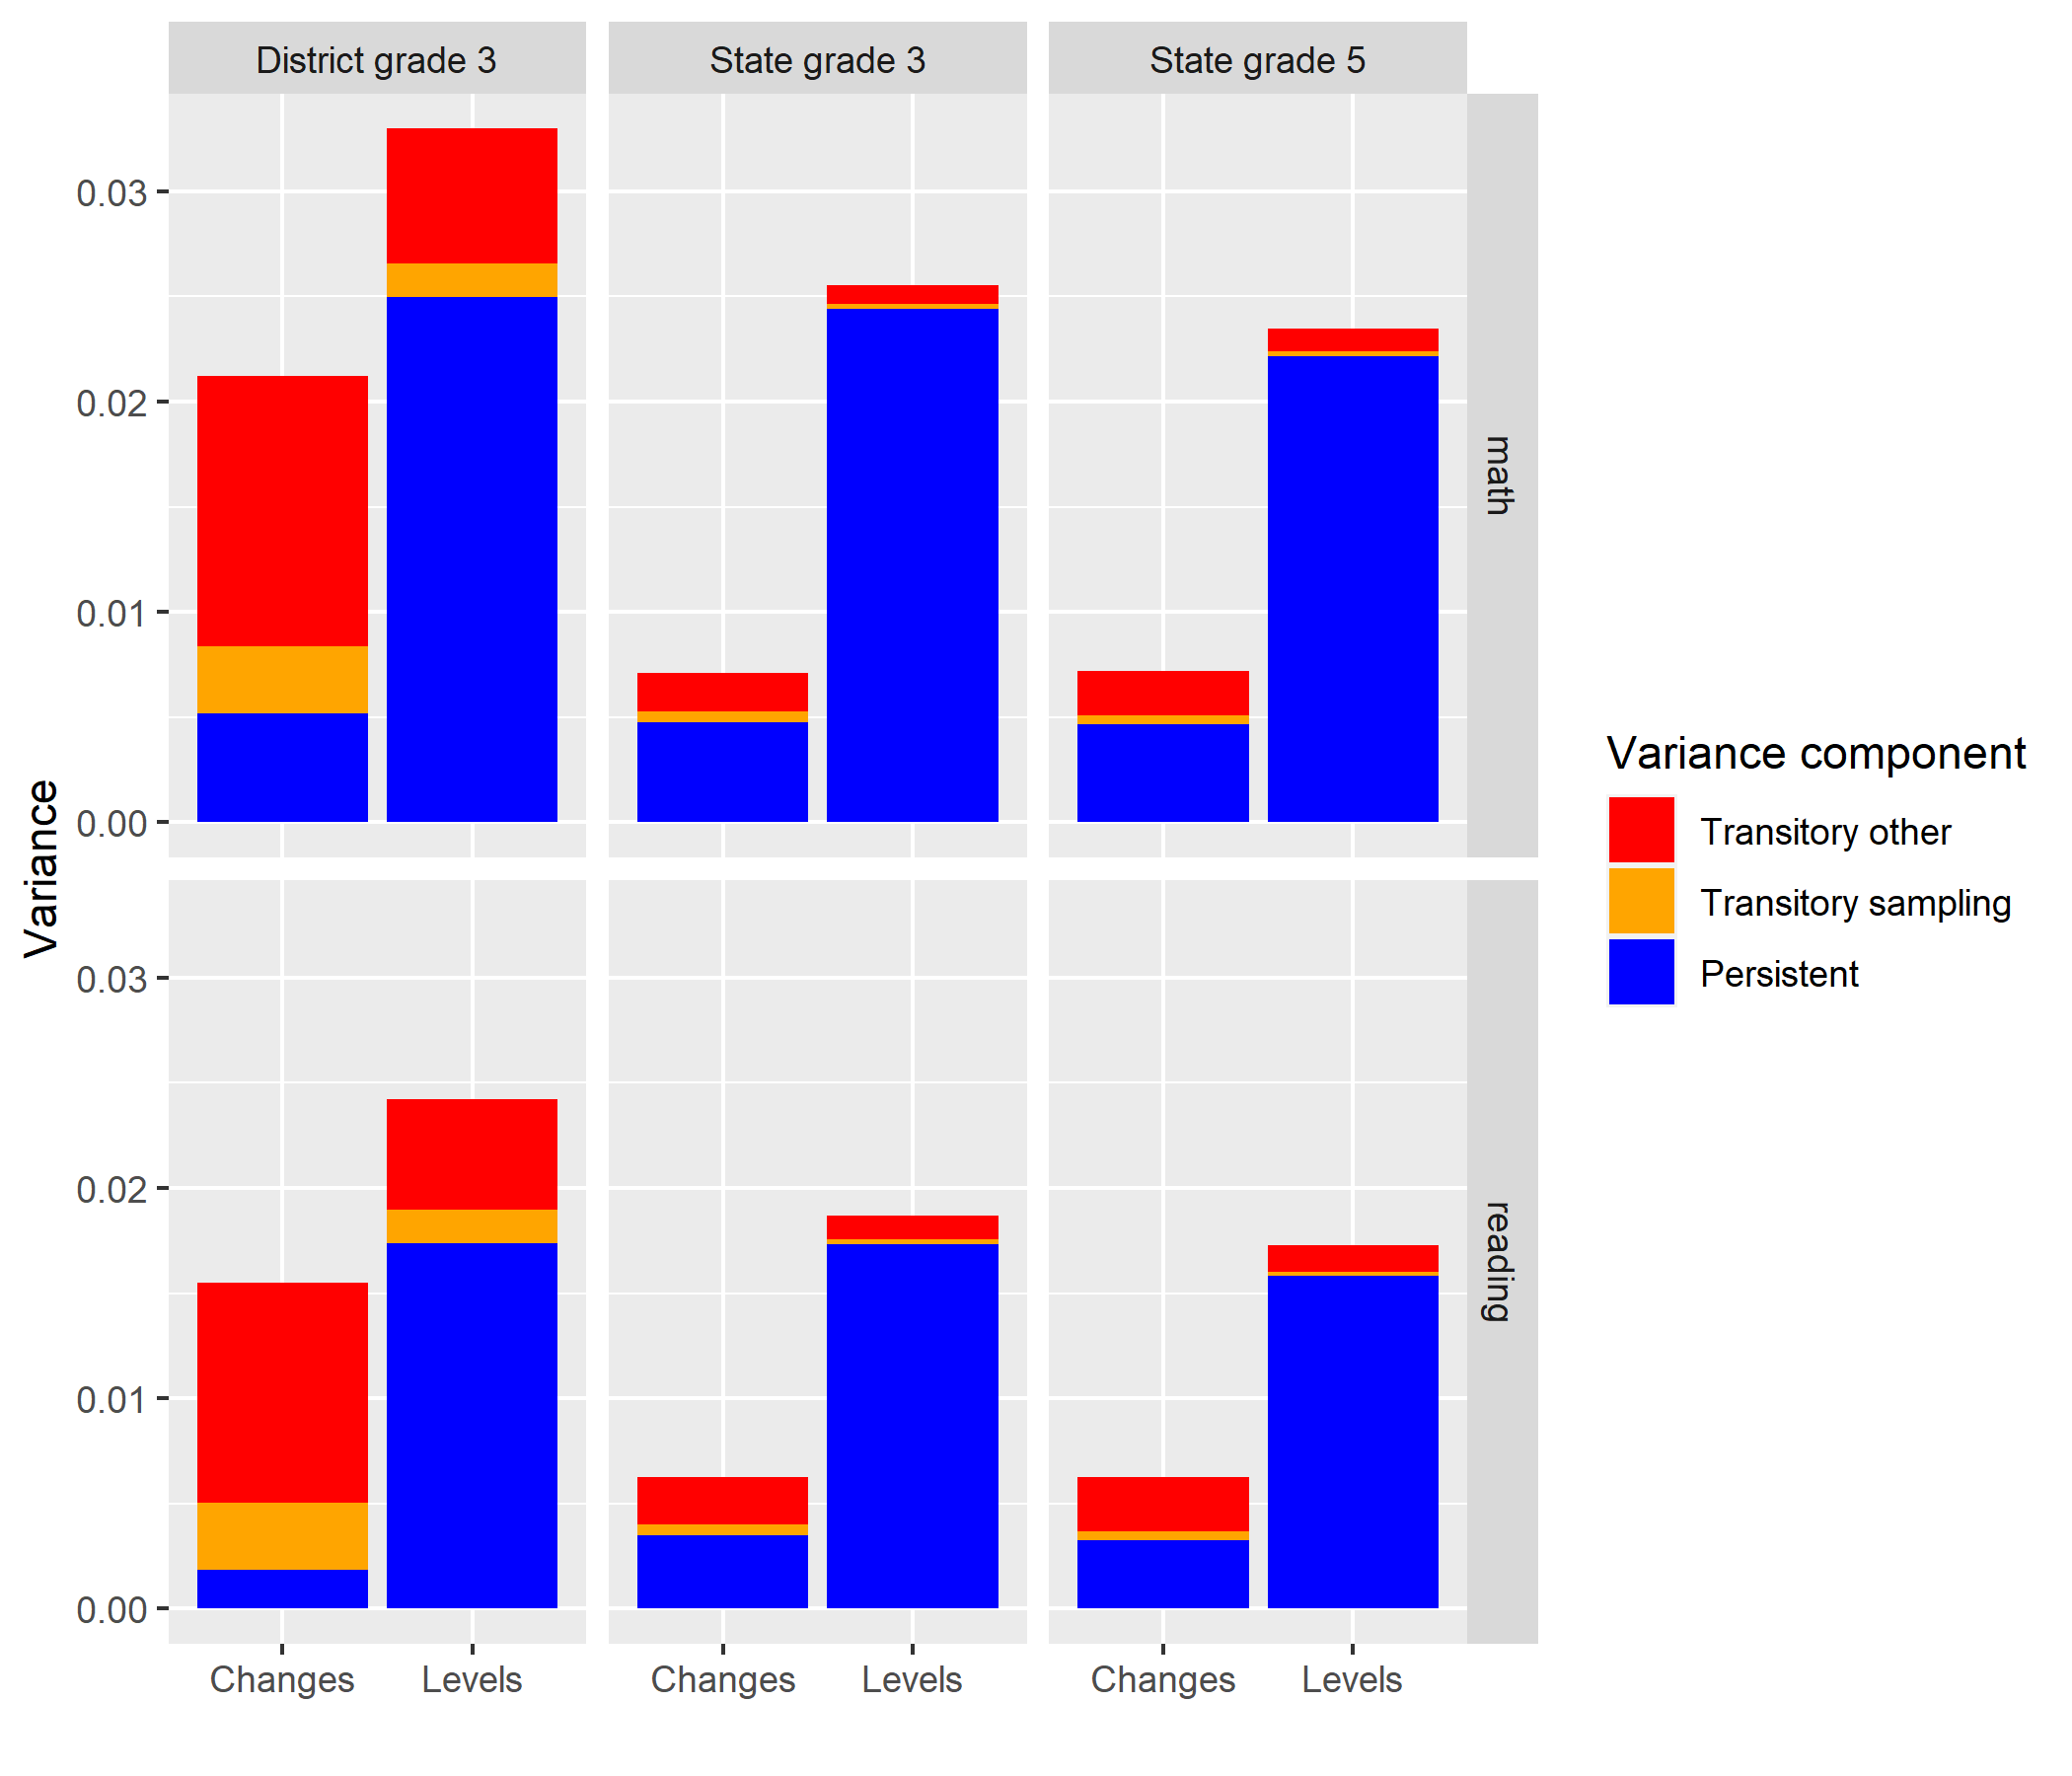 District grade 3
State grade 3
State grade 5
0.03
0.02
0.01
0.00
math
Variance
0.03
0.02
0.01
0.00
reading
Changes
Levels
Changes
Levels
Changes
Levels
Variance component
Transitory other
Transitory sampling
Persistent